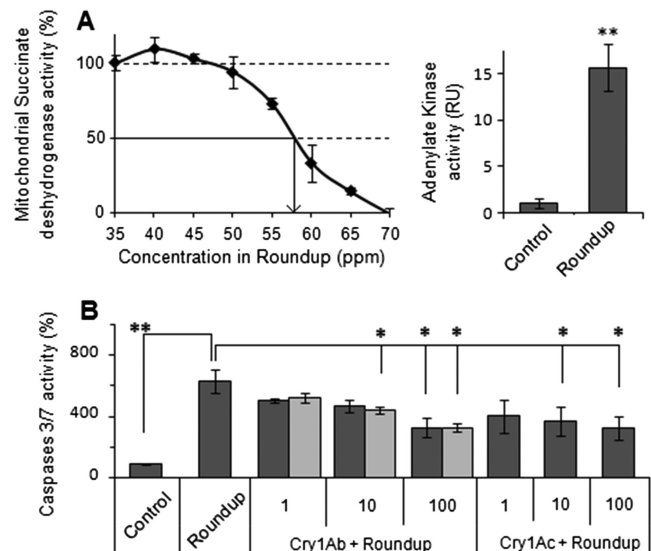 A
Mitochondrial Succinate
deshydrogenase activity (%)
100
50
0
35 40 45 50 55 60 65 70
Concentration in Roundup (ppm)
Adenylate Kinase
activity (RU)
15
10
5
0
**
Control
Roundup
B
Caspases 3/7 activity (%)
800
400
0
**
* * * * *
Control
Roundup
1 10 100
1 10 100
Cry1Ab + Roundup
Cry1Ac + Roundup